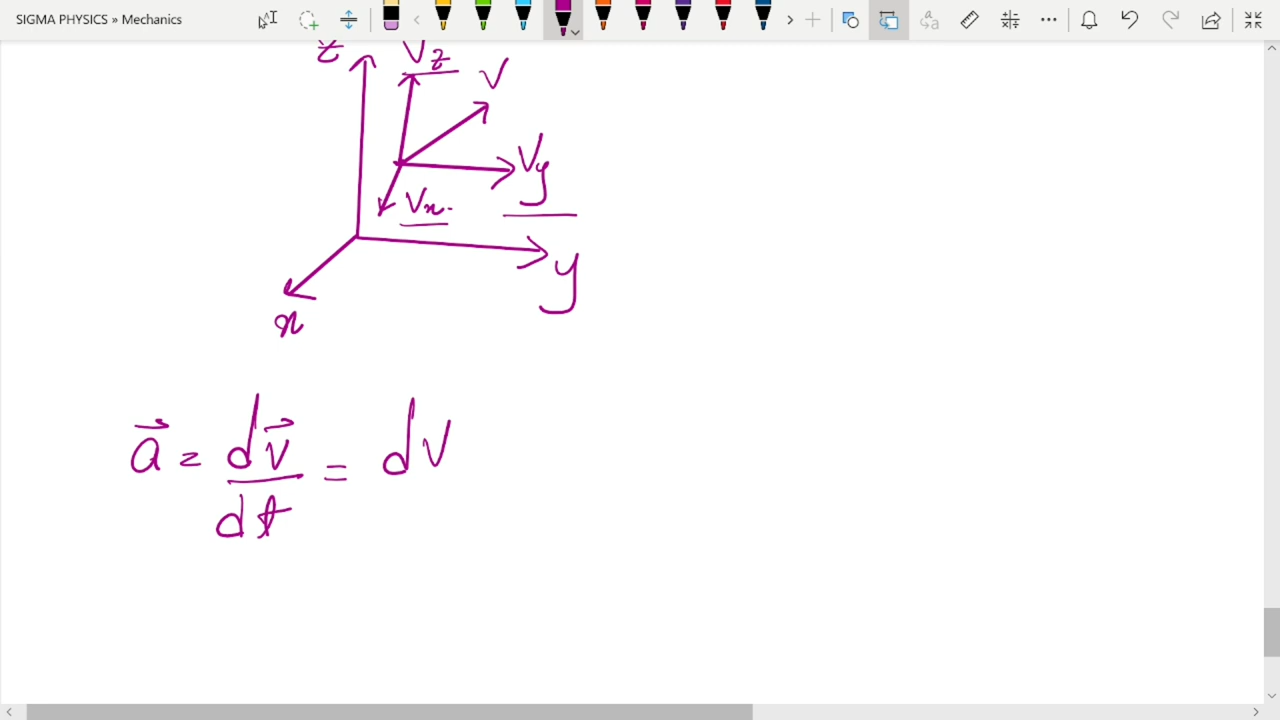 SIGMA PHYSICS » Mechanics
z
Vz
V
Vy
Vx
y
x
a⃗ = dv⃗/dt = dV